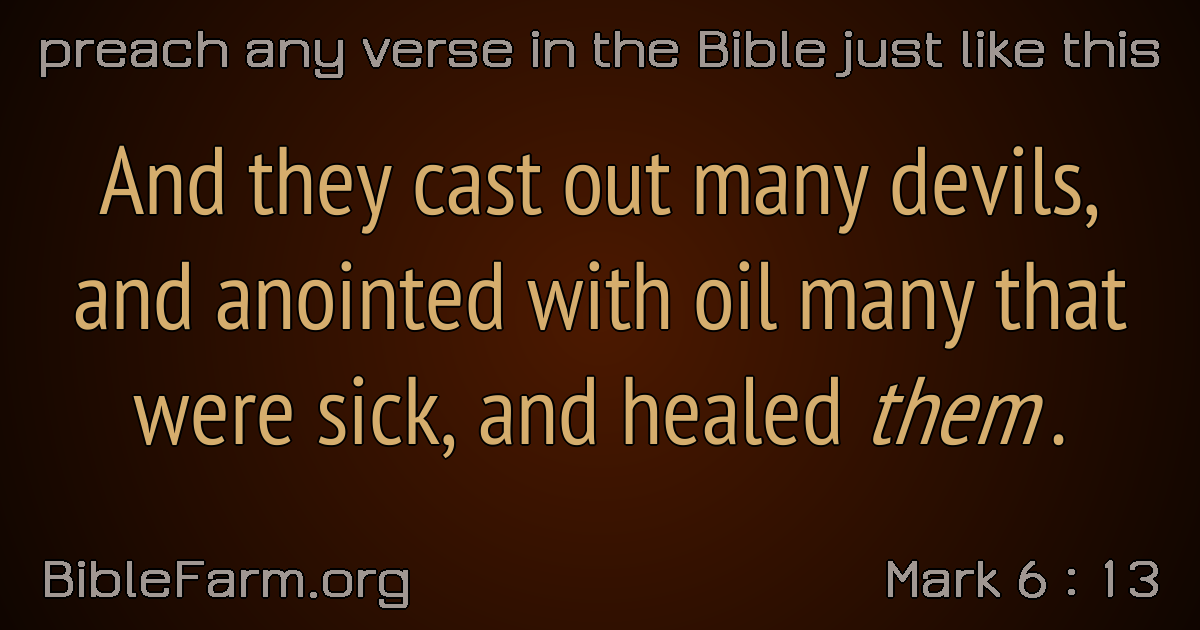 preach any verse in the Bible just like this
And they cast out many devils,
and anointed with oil many that
were sick, and healed them.
BibleFarm.org
Mark 6 : 13